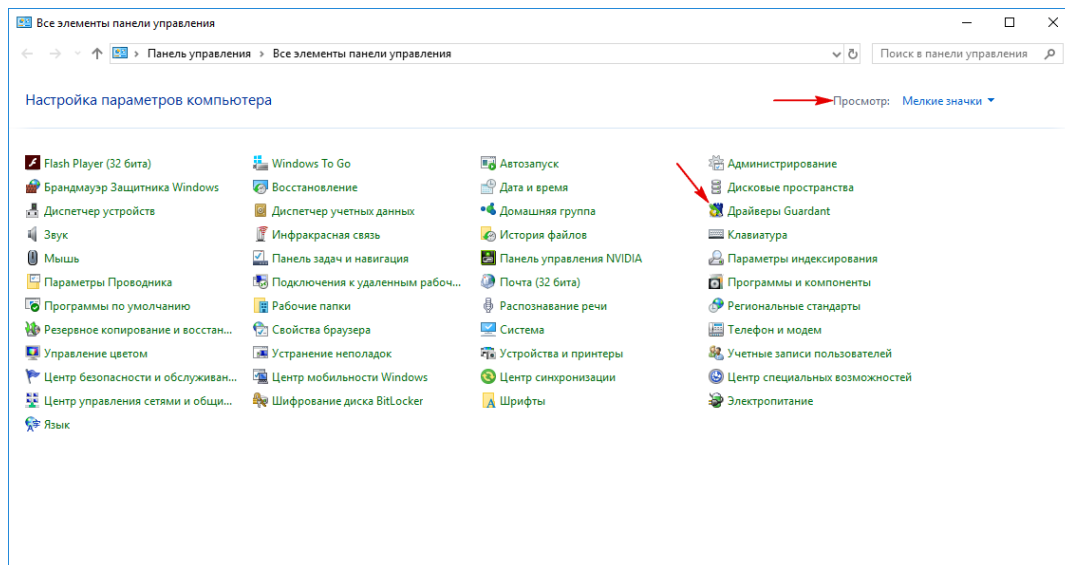 Все элементы панели управления
Панель управления > Все элементы панели управления
Поиск в панели управления
Настройка параметров компьютера
Просмотр: Мелкие значки
Flash Player (32 бита)
Windows To Go
Автозапуск
Администрирование
Брандмауэр Защитника Windows
Восстановление
Дата и время
Дисковые пространства
Диспетчер устройств
Диспетчер учетных данных
Домашняя группа
Драйверы Guardant
Звук
Инфракрасная связь
История файлов
Клавиатура
Мышь
Панель задач и навигация
Панель управления NVIDIA
Параметры индексирования
Параметры Проводника
Подключения к удаленным рабоч...
Почта (32 бита)
Программы и компоненты
Программы по умолчанию
Рабочие папки
Распознавание речи
Региональные стандарты
Резервное копирование и восстан...
Свойства браузера
Система
Телефон и модем
Управление цветом
Устранение неполадок
Устройства и принтеры
Учетные записи пользователей
Центр безопасности и обслуживан...
Центр мобильности Windows
Центр синхронизации
Центр специальных возможностей
Центр управления сетями и общи...
Шифрование диска BitLocker
Шрифты
Электропитание
Язык